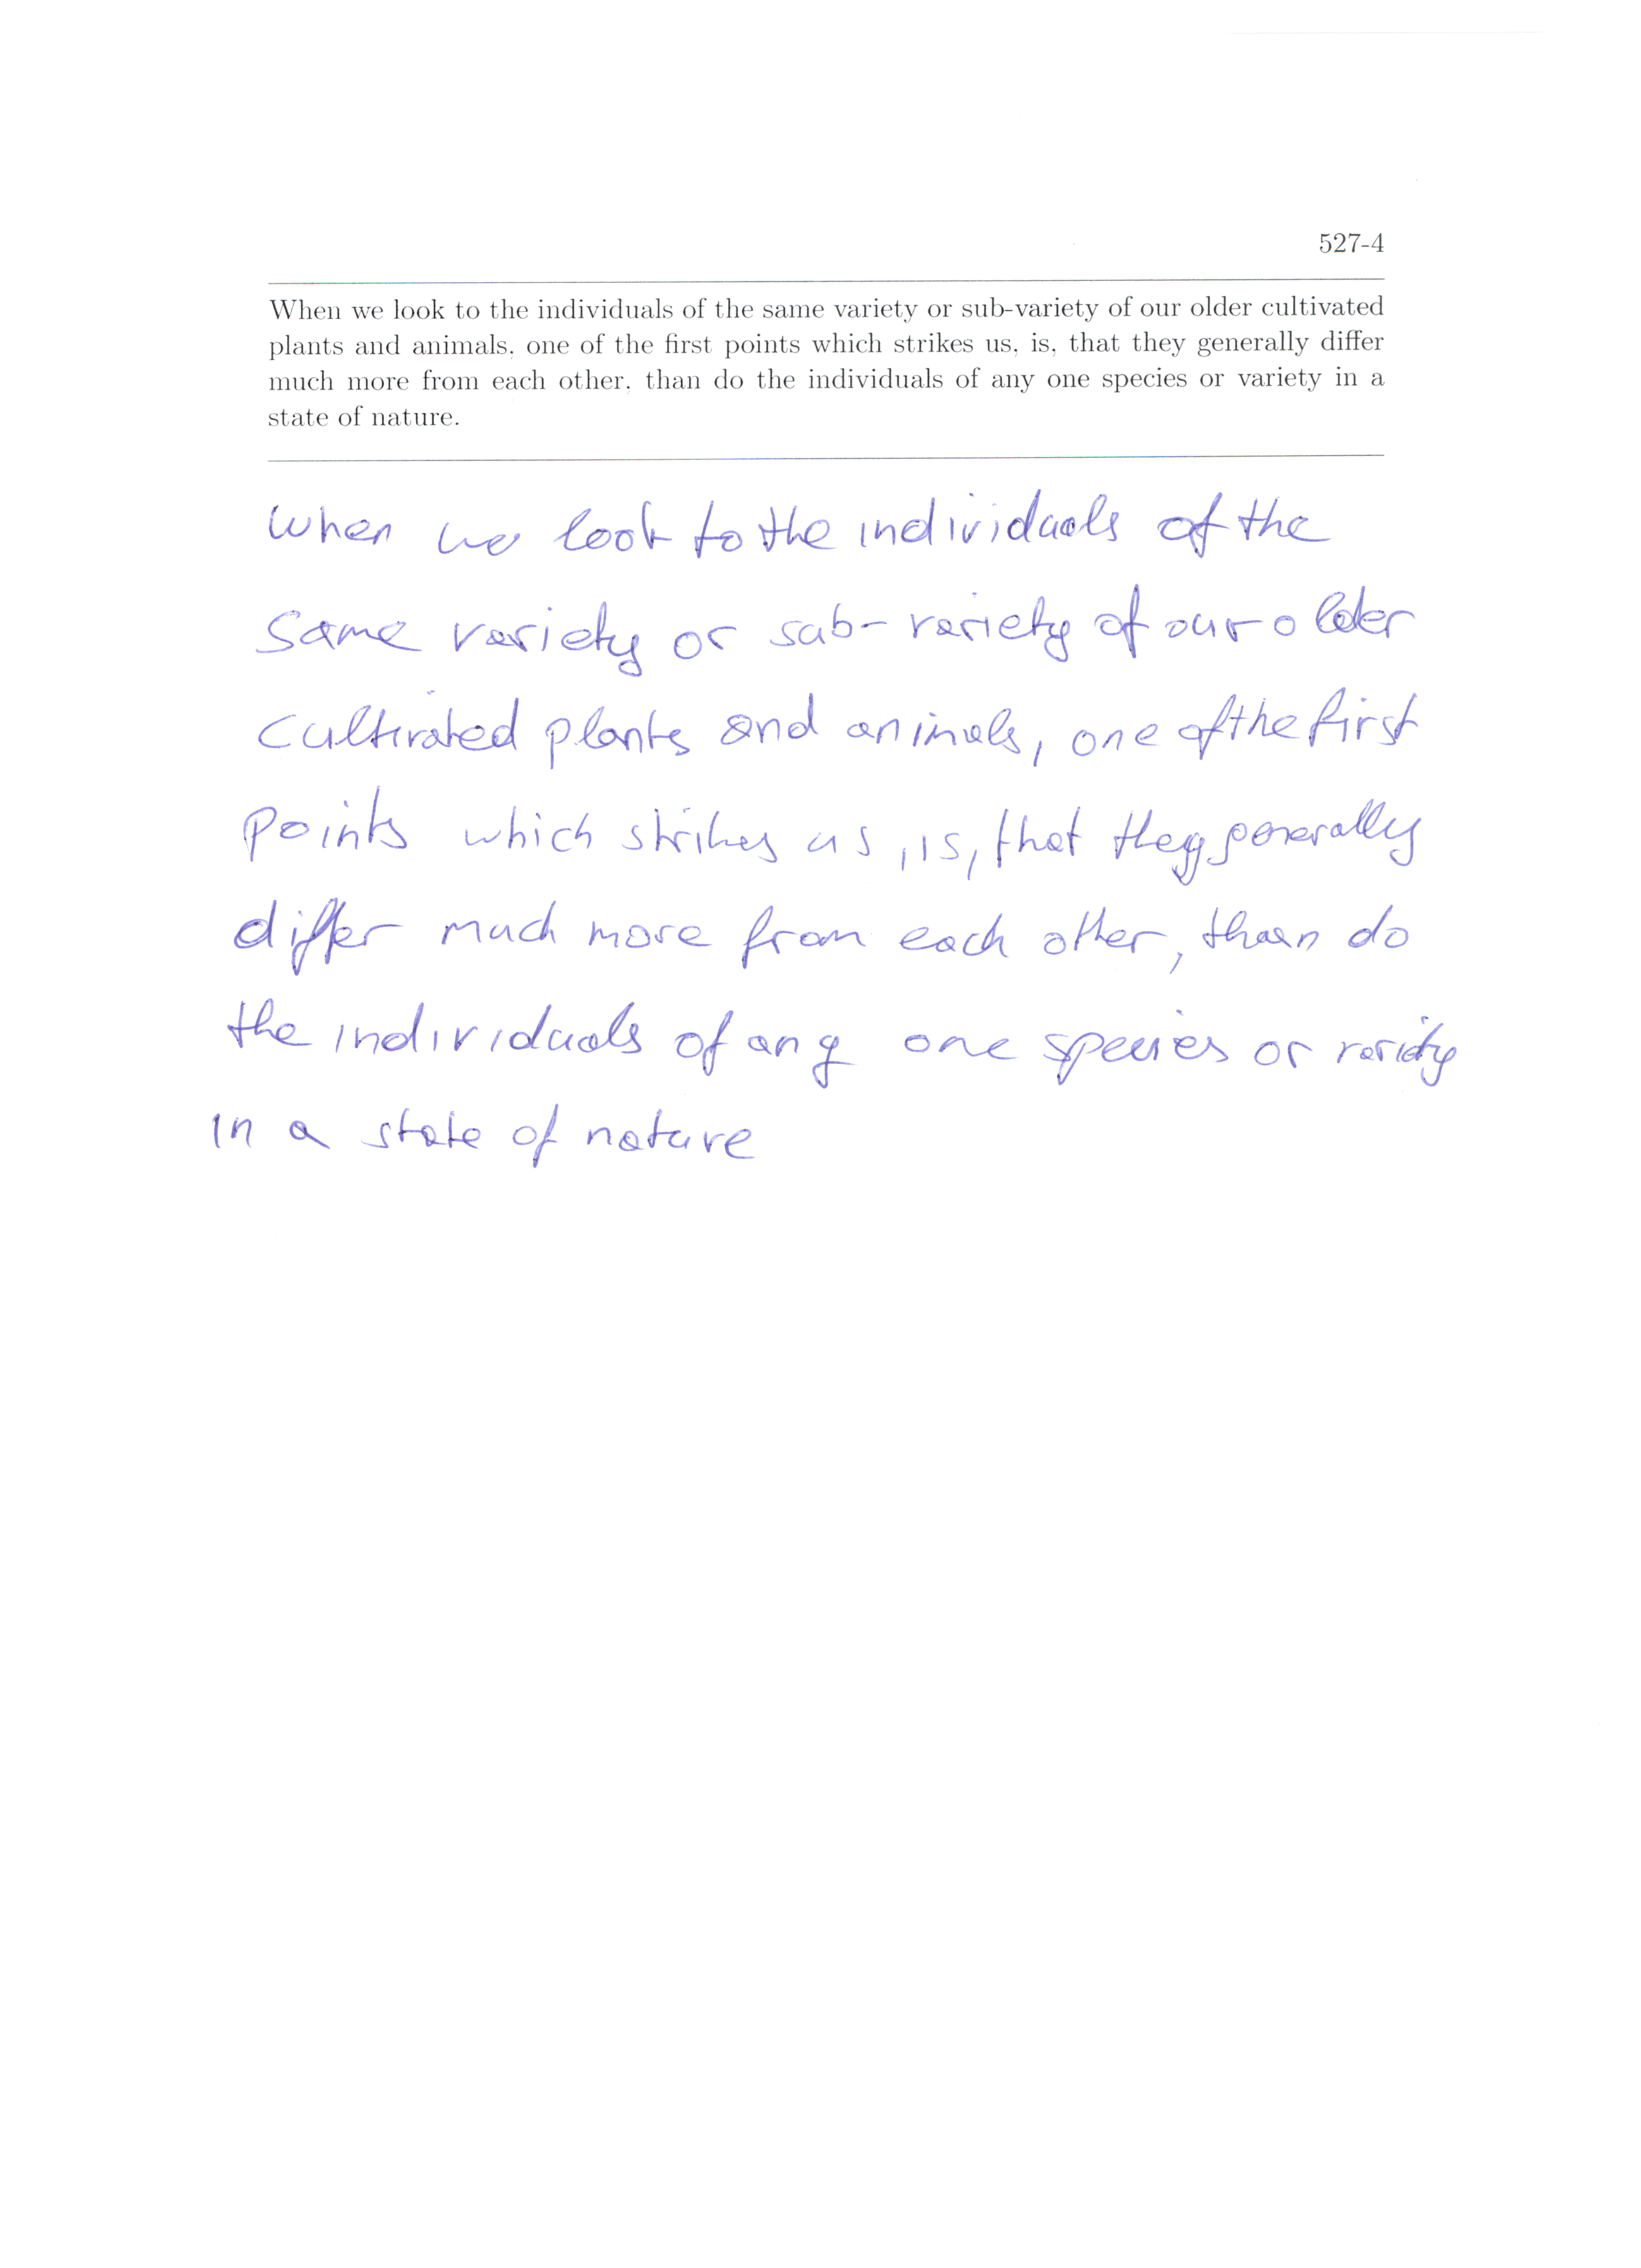 527-4
When we look to the individuals of the same variety or sub-variety of our older cultivated
plants and animals, one of the first points which strikes us, is, that they generally differ
much more from each other, than do the individuals of any one species or variety in a
state of nature.
When we look to the individuals of the
same variety or sub-variety of our older
cultivated plants and animals, one of the first
points which strikes us, is, that they generally
differ much more from each other, than do
the individuals of any one species or variety
in a state of nature